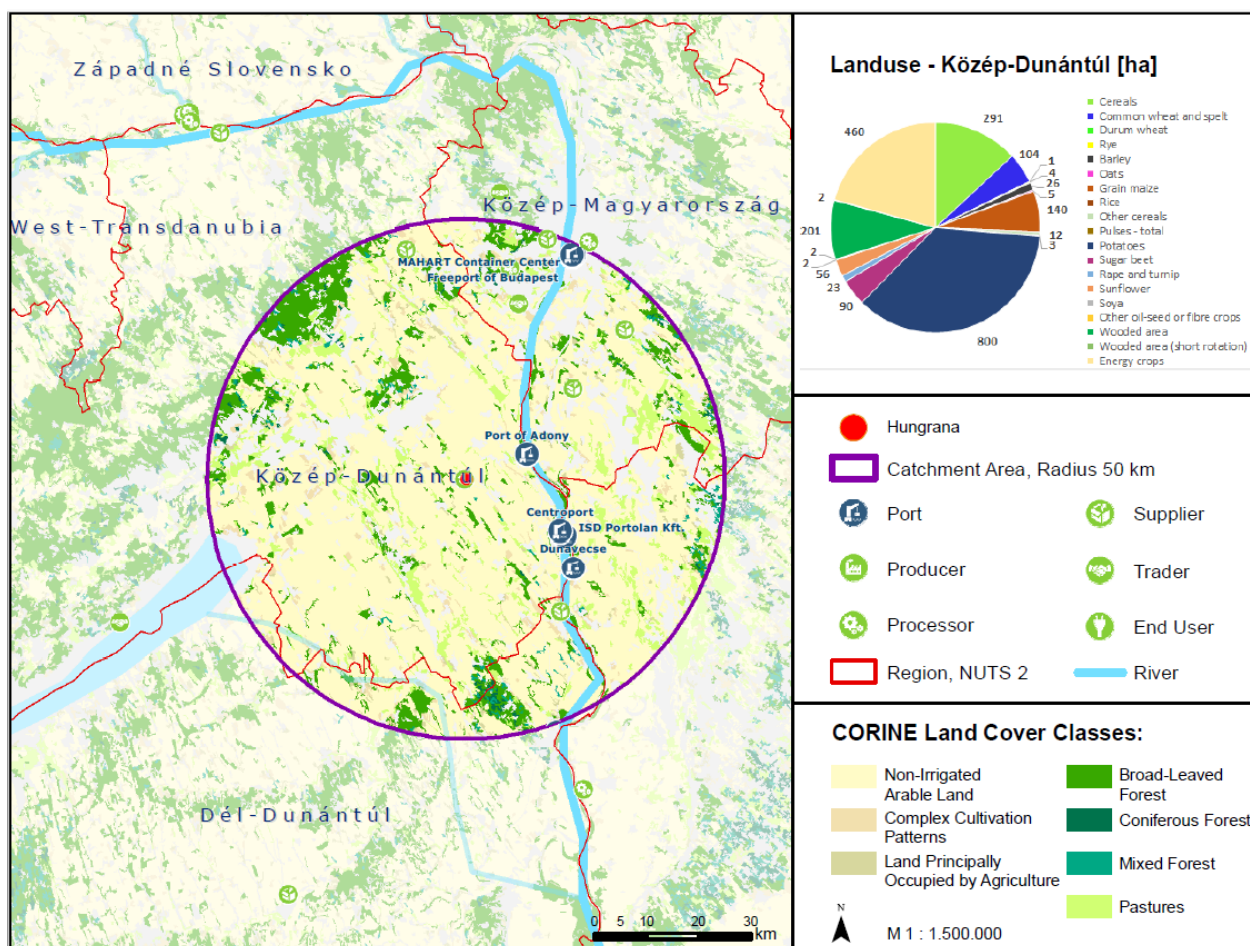 Západné Slovensko
West-Transdanubia
Közép-Magyarország
MAHART Container Center
Freeport of Budapest
Port of Adony
Közép-Dunántúl
Centroport
ISD Portolan Kft.
Dunavecse
Dél-Dunántúl
0 5 10 20 30
km
Landuse - Közép-Dunántúl [ha]
460
291
104
1
4
26
5
140
12
3
800
90
23
56
2
2
201
2
Cereals
Common wheat and spelt
Durum wheat
Rye
Barley
Oats
Grain maize
Rice
Other cereals
Pulses - total
Potatoes
Sugar beet
Rape and turnip
Sunflower
Soya
Other oil-seed or fibre crops
Wooded area
Wooded area (short rotation)
Energy crops
Hungrana
Catchment Area, Radius 50 km
Port
Supplier
Producer
Trader
Processor
End User
Region, NUTS 2
River
CORINE Land Cover Classes:
Non-Irrigated
Arable Land
Complex Cultivation
Patterns
Land Principally
Occupied by Agriculture
Broad-Leaved
Forest
Coniferous Forest
Mixed Forest
Pastures
N
M 1 : 1.500.000